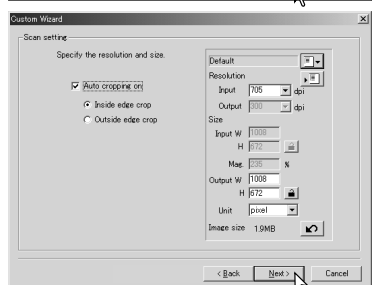 Custom Wizard
Scan setting
Specify the resolution and size.
Auto cropping on
Inside edge crop
Outside edge crop
Default
Resolution
Input 705 dpi
Output 300 dpi
Size
Input W 1008
H 672
Mag. 235 %
Output W 1008
H 672
Unit pixel
Image size 1.9MB
< Back Next > Cancel